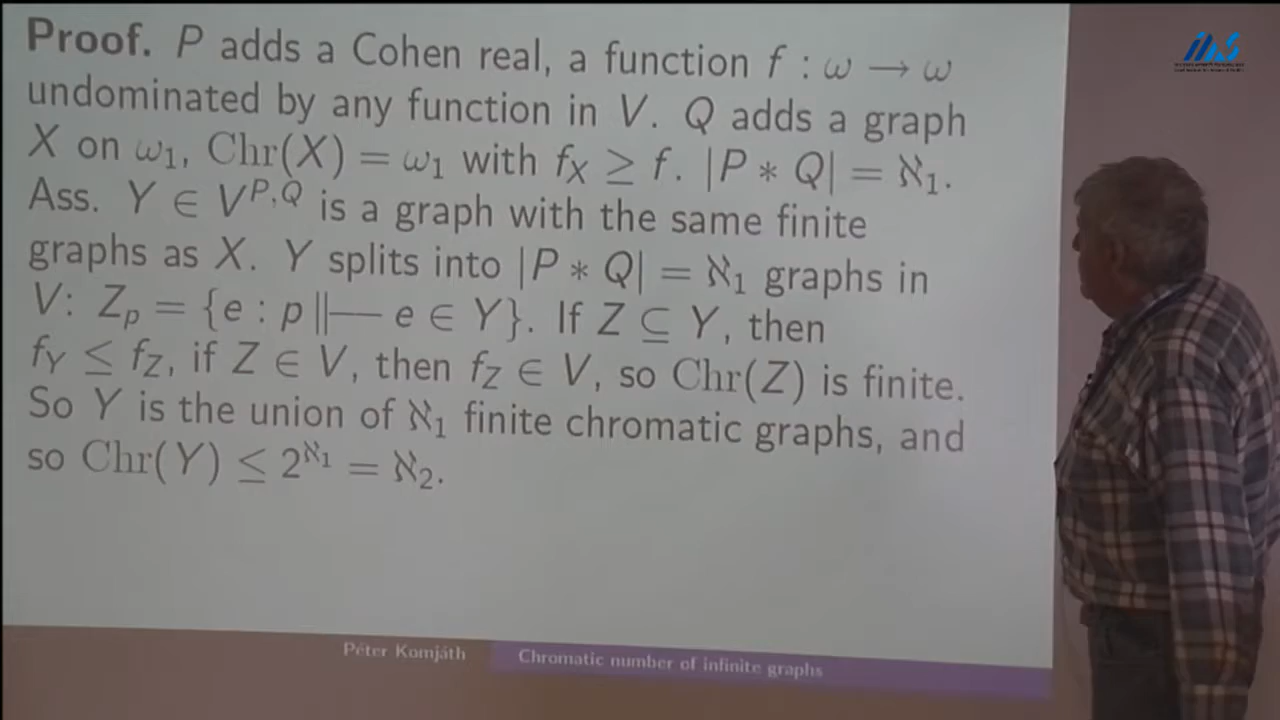 Proof. P adds a Cohen real, a function f : ω → ω
undominated by any function in V. Q adds a graph
X on ω₁, Chr(X) = ω₁ with f_X ≥ f. |P * Q| = ℵ₁.
Ass. Y ∈ V^{P,Q} is a graph with the same finite
graphs as X. Y splits into |P * Q| = ℵ₁ graphs in
V: Z_p = {e : p ||— e ∈ Y}. If Z ⊆ Y, then
f_Y ≤ f_Z, if Z ∈ V, then f_Z ∈ V, so Chr(Z) is finite.
So Y is the union of ℵ₁ finite chromatic graphs, and
so Chr(Y) ≤ 2^{ℵ₁} = ℵ₂.
Péter Komjáth
Chromatic number of infinite graphs